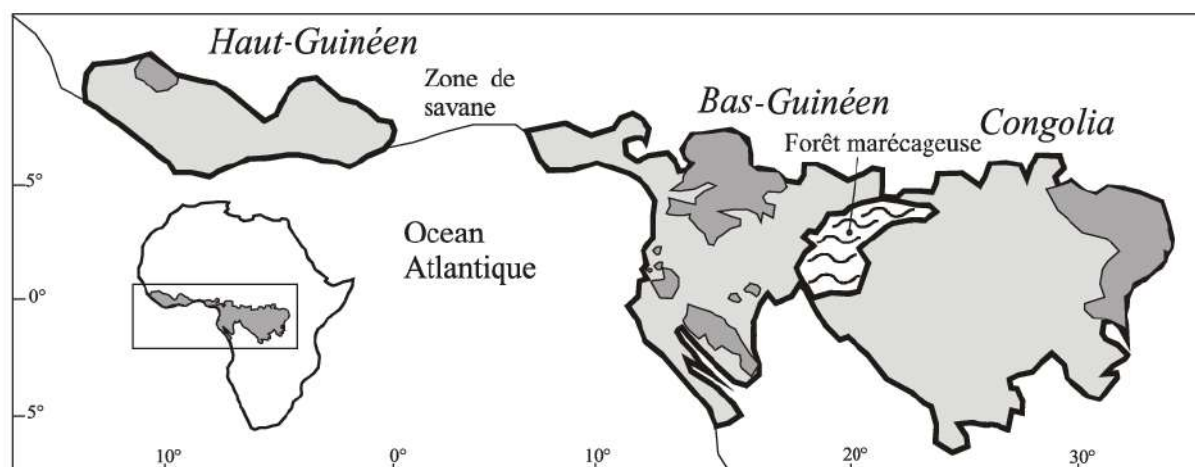 Haut-Guinéen
Zone de
savane
Bas-Guinéen
Congolia
Forêt marécageuse
5°
Ocean
Atlantique
0°
5°
10°
0°
10°
20°
30°